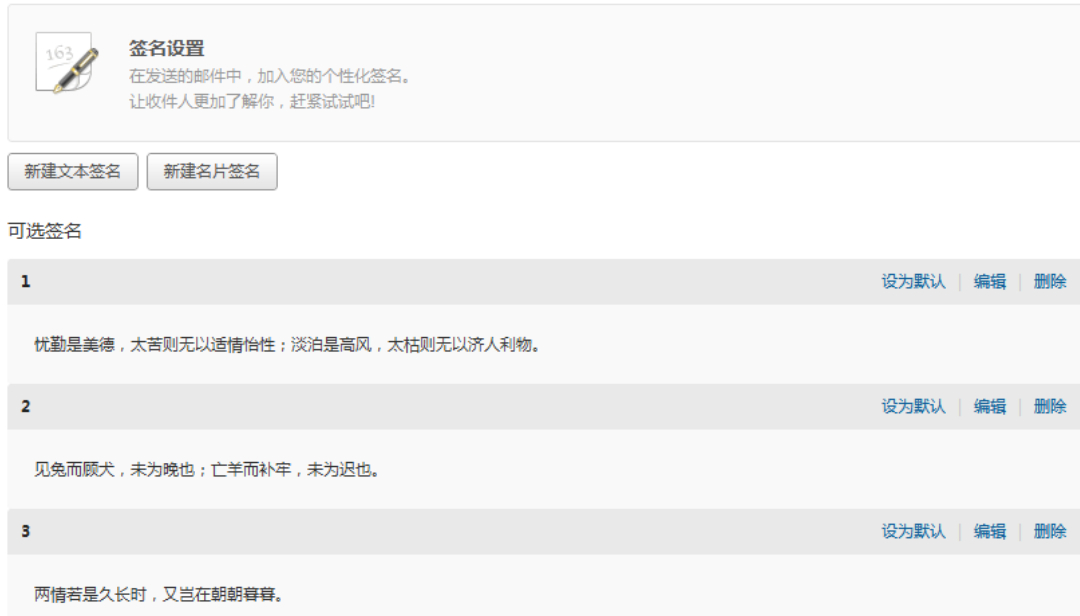 163
签名设置
在发送的邮件中，加入您的个性化签名。
让收件人更加了解你，赶紧试试吧!
新建文本签名 新建名片签名
可选签名
1 设为默认 编辑 删除
忧勤是美德，太苦则无以适情怡性；淡泊是高风，太枯则无以济人利物。
2 设为默认 编辑 删除
见兔而顾犬，未为晚也；亡羊而补牢，未为迟也。
3 设为默认 编辑 删除
两情若是久长时，又岂在朝朝暮暮。